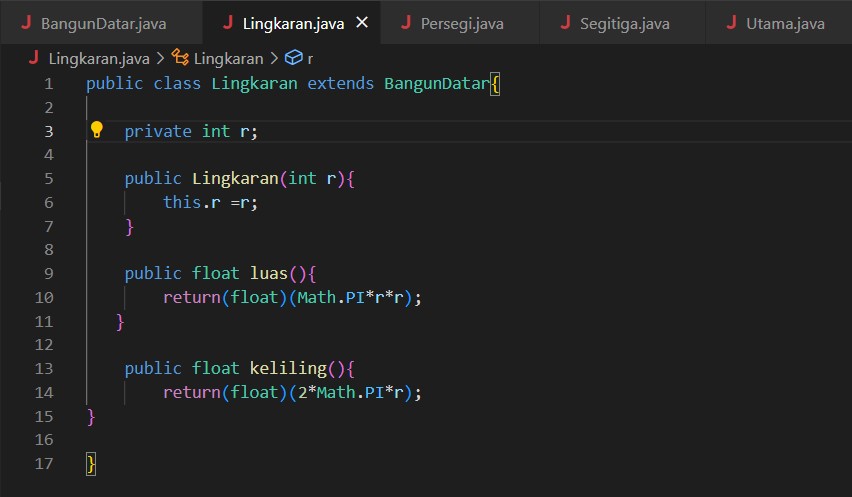 BangunDatar.java Lingkaran.java Persegi.java Segitiga.java Utama.java
Lingkaran.java > Lingkaran > r
1 public class Lingkaran extends BangunDatar{
2
3 private int r;
4
5 public Lingkaran(int r){
6 this.r =r;
7 }
8
9 public float luas(){
10 return(float)(Math.PI*r*r);
11 }
12
13 public float keliling(){
14 return(float)(2*Math.PI*r);
15 }
16
17 }